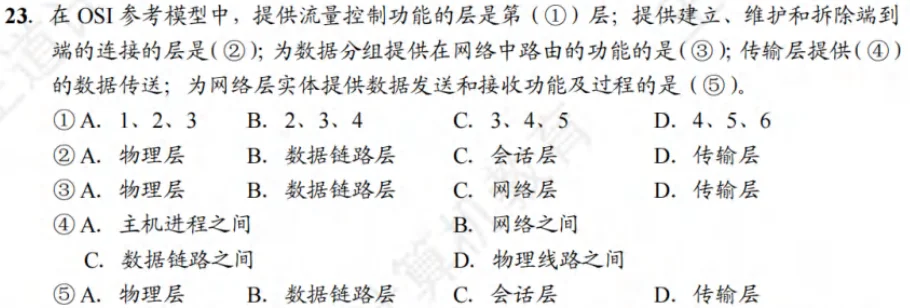 23. 在 OSI 参考模型中，提供流量控制功能的层是第（①）层；提供建立、维护和拆除端到
端的连接的层是（②）；为数据分组提供在网络中路由的功能的是（③）；传输层提供（④）
的数据传送；为网络层实体提供数据发送和接收功能及过程的是（⑤）。
① A. 1、2、3 B. 2、3、4 C. 3、4、5 D. 4、5、6
② A. 物理层 B. 数据链路层 C. 会话层 D. 传输层
③ A. 物理层 B. 数据链路层 C. 网络层 D. 传输层
④ A. 主机进程之间 B. 网络之间
C. 数据链路之间 D. 物理线路之间
⑤ A. 物理层 B. 数据链路层 C. 会话层 D. 传输层